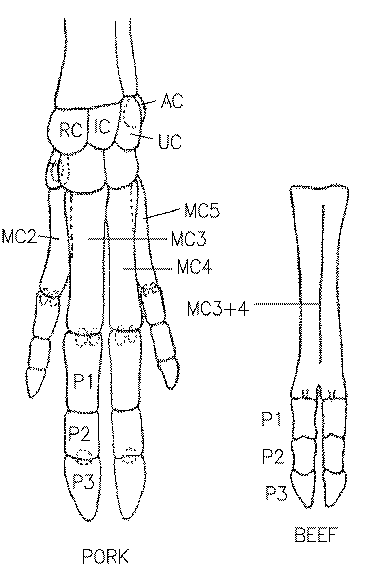 AC
RC IC
UC
MC5
MC2 MC3
MC4
MC3+4
P1
P2
P3
PORK
P1
P2
P3
BEEF